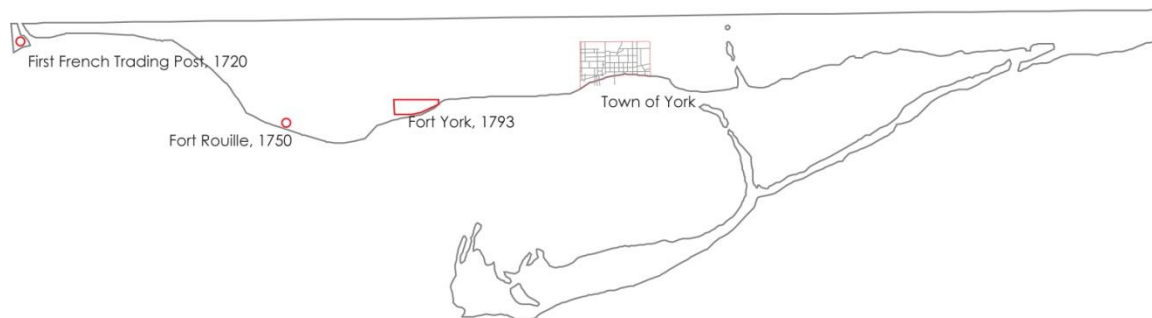 First French Trading Post, 1720
Town of York
Fort York, 1793
Fort Rouille, 1750